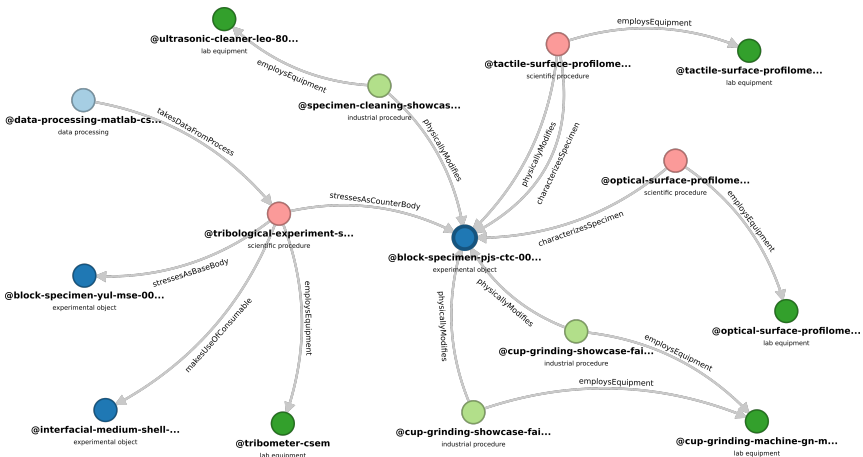 @ultrasonic-cleaner-leo-80...
lab equipment
employsEquipment
@specimen-cleaning-showcas...
industrial procedure
employsEquipment
@tactile-surface-profilome...
scientific procedure
@tactile-surface-profilome...
lab equipment
@data-processing-matlab-cs...
data processing
takesDataFromProcess
physicallyModifies
physicallyModifies
characterizesSpecimen
@optical-surface-profilome...
scientific procedure
stressesAsCounterBody
@tribological-experiment-s...
scientific procedure
characterizesSpecimen
employsEquipment
@block-specimen-pjs-ctc-00...
experimental object
stressesAsBaseBody
@block-specimen-yul-mse-00...
experimental object
makesUseOfConsumable
employsEquipment
physicallyModifies
physicallyModifies
@optical-surface-profilome...
lab equipment
@cup-grinding-showcase-fai...
industrial procedure
employsEquipment
employsEquipment
@interfacial-medium-shell-...
experimental object
@tribometer-csem
lab equipment
@cup-grinding-showcase-fai...
industrial procedure
@cup-grinding-machine-gn-m...
lab equipment